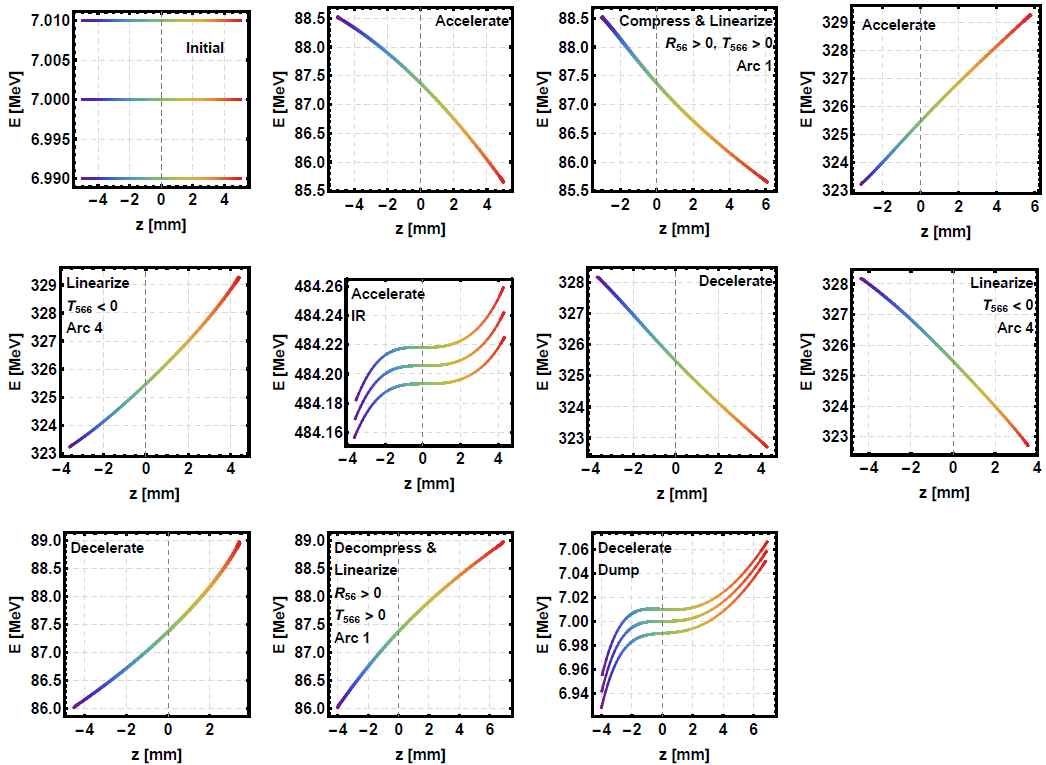 7.010
7.005
7.000
6.995
6.990
E [MeV]
Initial
−4 −2 0 2 4
z [mm]
88.5
88.0
87.5
87.0
86.5
86.0
85.5
E [MeV]
Accelerate
−4 −2 0 2 4
z [mm]
88.5
88.0
87.5
87.0
86.5
86.0
85.5
E [MeV]
Compress & Linearize
R56 > 0, T566 > 0
Arc 1
−2 0 2 4 6
z [mm]
329
328
327
326
325
324
323
E [MeV]
Accelerate
−2 0 2 4 6
z [mm]
329
328
327
326
325
324
323
E [MeV]
Linearize
T566 < 0
Arc 4
−4 −2 0 2 4
z [mm]
484.26
484.24
484.22
484.20
484.18
484.16
E [MeV]
Accelerate
IR
−4 −2 0 2 4
z [mm]
328
327
326
325
324
323
E [MeV]
Decelerate
−4 −2 0 2 4
z [mm]
328
327
326
325
324
323
E [MeV]
Linearize
T566 < 0
Arc 4
−4 −2 0 2 4
z [mm]
89.0
88.5
88.0
87.5
87.0
86.5
86.0
E [MeV]
Decelerate
−4 −2 0 2
z [mm]
89.0
88.5
88.0
87.5
87.0
86.5
86.0
E [MeV]
Decompress &
Linearize
R56 > 0
T566 > 0
Arc 1
−4 −2 0 2 4 6
z [mm]
7.06
7.04
7.02
7.00
6.98
6.96
6.94
E [MeV]
Decelerate
Dump
−4 −2 0 2 4 6
z [mm]